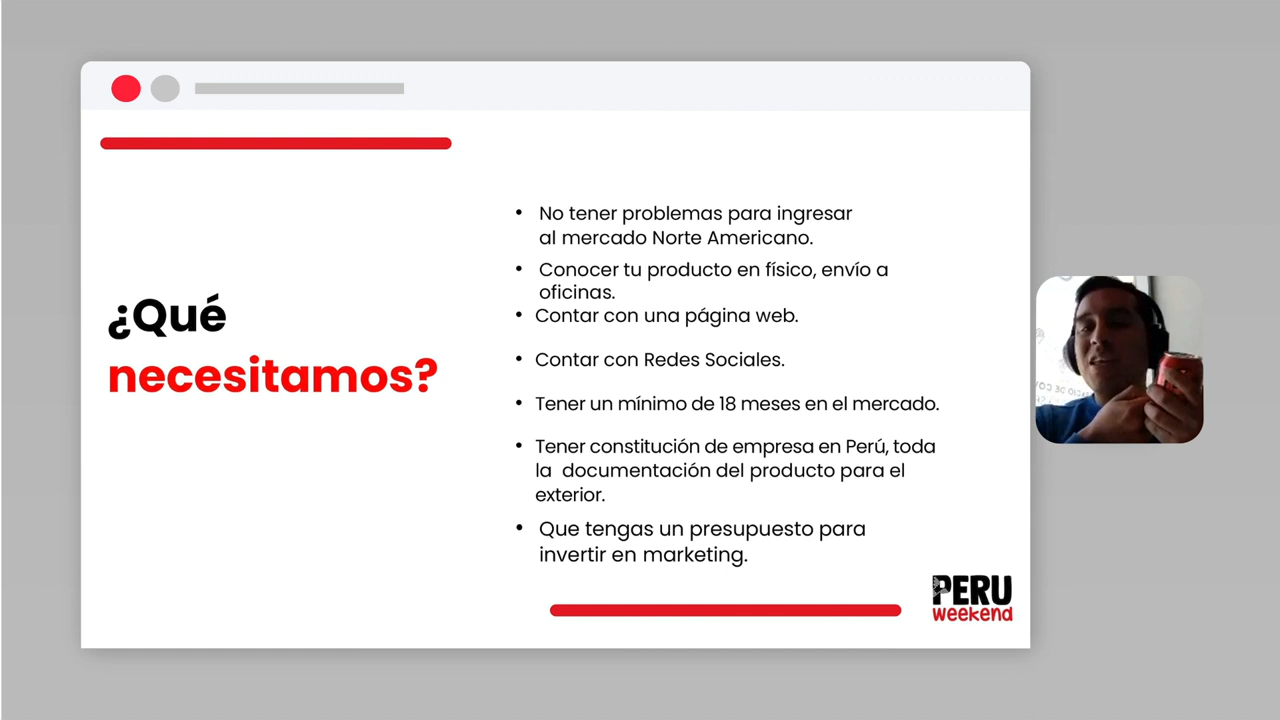 ¿Qué
necesitamos?
• No tener problemas para ingresar
al mercado Norte Americano.
• Conocer tu producto en físico, envío a
oficinas.
• Contar con una página web.
• Contar con Redes Sociales.
• Tener un mínimo de 18 meses en el mercado.
• Tener constitución de empresa en Perú, toda
la  documentación del producto para el
exterior.
• Que tengas un presupuesto para
invertir en marketing.
PERU
weekend